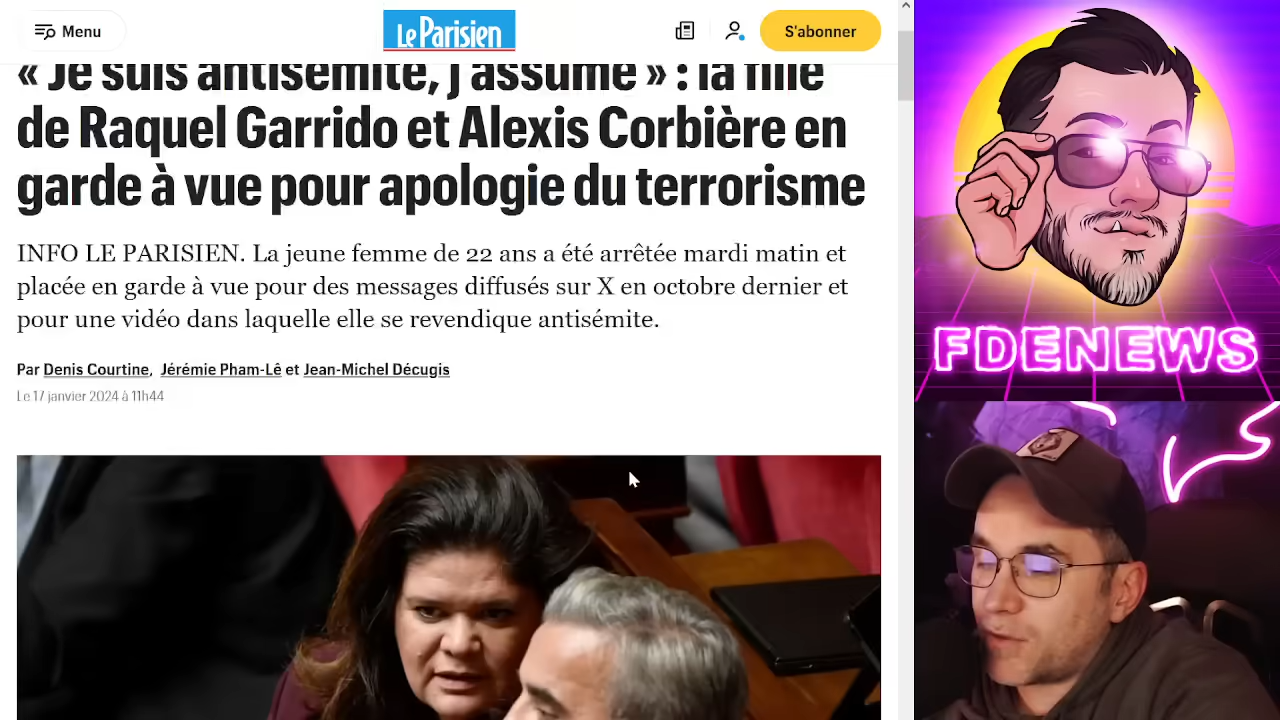 Menu
Le Parisien
S'abonner
« Je suis antisémite, j'assume » : la fille
de Raquel Garrido et Alexis Corbière en
garde à vue pour apologie du terrorisme
INFO LE PARISIEN. La jeune femme de 22 ans a été arrêtée mardi matin et
placée en garde à vue pour des messages diffusés sur X en octobre dernier et
pour une vidéo dans laquelle elle se revendique antisémite.
Par Denis Courtine, Jérémie Pham-Lê et Jean-Michel Décugis
Le 17 janvier 2024 à 11h44
FDENEWS